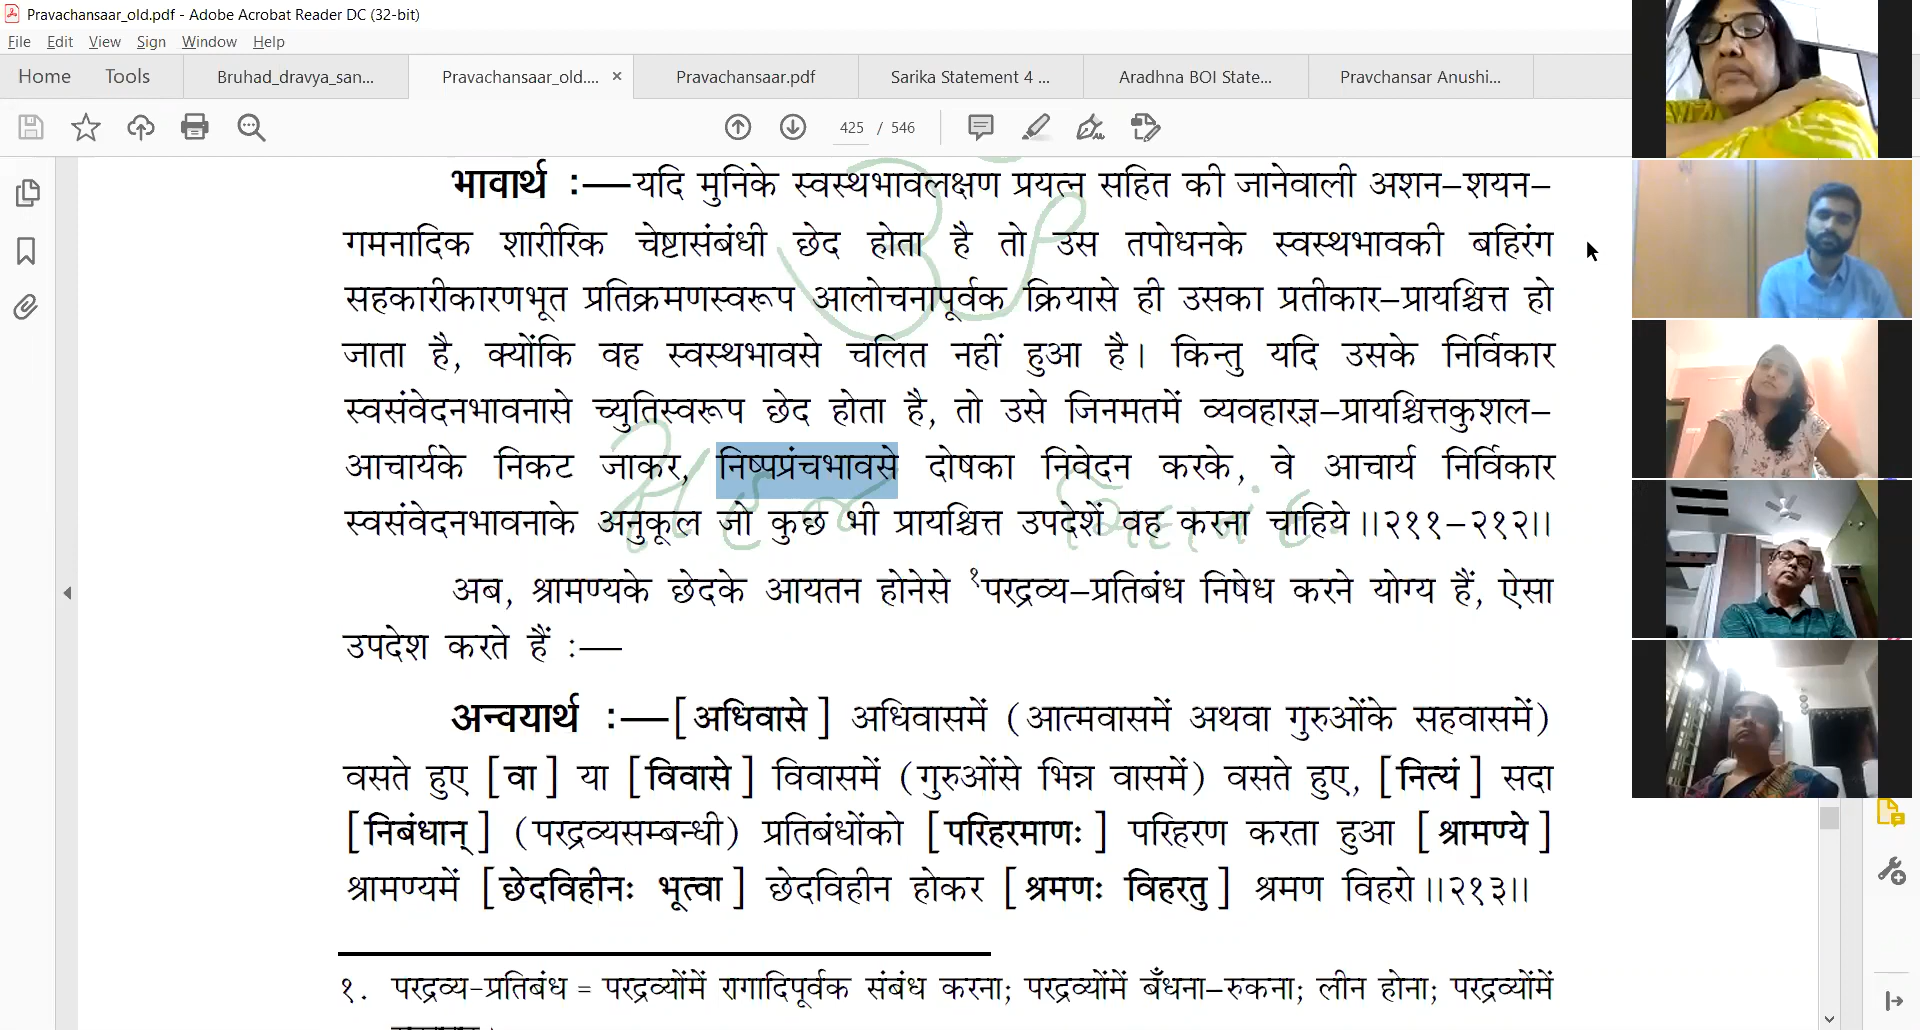 Pravachansaar_old.pdf - Adobe Acrobat Reader DC (32-bit)
File Edit View Sign Window Help
Home Tools Bruhad_dravya_san... Pravachansaar_old.... × Pravachansaar.pdf Sarika Statement 4 ... Aradhna BOI State... Pravchansar Anushi...
425 / 546
भावार्थ :—यदि मुनिके स्वस्थभावलक्षण प्रयत्न सहित की जानेवाली अशन–शयन–
गमनादिक शारीरिक चेष्टासंबंधी छेद होता है तो उस तपोधनके स्वस्थभावकी बहिरंग
सहकारीकारणभूत प्रतिक्रमणस्वरूप आलोचनापूर्वक क्रियासे ही उसका प्रतीकार–प्रायश्चित्त हो
जाता है, क्योंकि वह स्वस्थभावसे चलित नहीं हुआ है। किन्तु यदि उसके निर्विकार
स्वसंवेदनभावनासे च्युतिस्वरूप छेद होता है, तो उसे जिनमतमें व्यवहारज्ञ–प्रायश्चित्तकुशल–
आचार्यके निकट जाकर, निष्पप्रंचभावसे दोषका निवेदन करके, वे आचार्य निर्विकार
स्वसंवेदनभावनाके अनुकूल जो कुछ भी प्रायश्चित्त उपदेशें वह करना चाहिये॥२११–२१२॥
अब, श्रामण्यके छेदके आयतन होनेसे १परद्रव्य–प्रतिबंध निषेध करने योग्य हैं, ऐसा
उपदेश करते हैं :—
अन्वयार्थ :—[अधिवासे] अधिवासमें (आत्मवासमें अथवा गुरुओंके सहवासमें)
वसते हुए [वा] या [विवासे] विवासमें (गुरुओंसे भिन्न वासमें) वसते हुए, [नित्यं] सदा
[निबंधान्] (परद्रव्यसम्बन्धी) प्रतिबंधोंको [परिहरमाणः] परिहरण करता हुआ [श्रामण्ये]
श्रामण्यमें [छेदविहीनः भूत्वा] छेदविहीन होकर [श्रमणः विहरतु] श्रमण विहरो॥२१३॥
१. परद्रव्य-प्रतिबंध = परद्रव्योंमें रागादिपूर्वक संबंध करना; परद्रव्योंमें बँधना–रुकना; लीन होना; परद्रव्योंमें